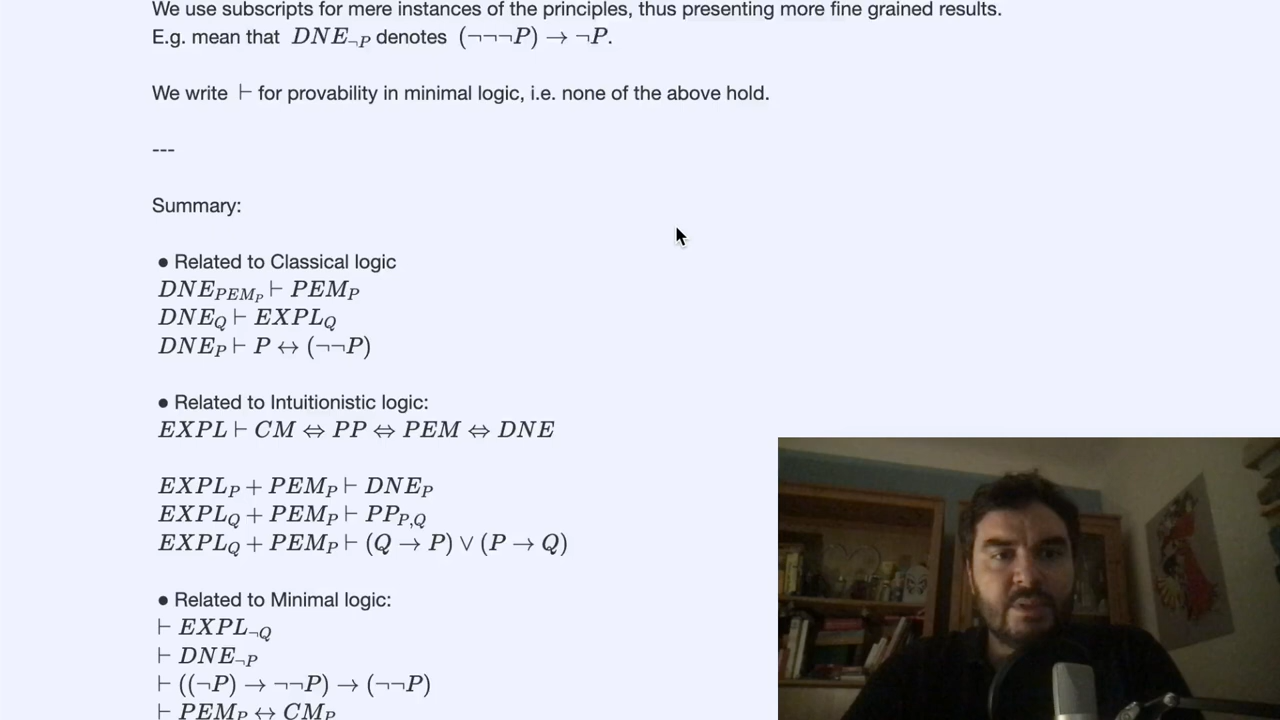 We use subscripts for mere instances of the principles, thus presenting more fine grained results.
E.g. mean that DNE_{¬P} denotes (¬¬¬P) → ¬P.
We write ⊢ for provability in minimal logic, i.e. none of the above hold.
---
Summary:
● Related to Classical logic
DNE_{PEM_P} ⊢ PEM_P
DNE_Q ⊢ EXPL_Q
DNE_P ⊢ P ↔ (¬¬P)
● Related to Intuitionistic logic:
EXPL ⊢ CM ⇔ PP ⇔ PEM ⇔ DNE
EXPL_P + PEM_P ⊢ DNE_P
EXPL_Q + PEM_P ⊢ PP_{P,Q}
EXPL_Q + PEM_P ⊢ (Q → P) ∨ (P → Q)
● Related to Minimal logic:
⊢ EXPL_{¬Q}
⊢ DNE_{¬P}
⊢ ((¬P) → ¬¬P) → (¬¬P)
⊢ PEM_P ↔ CM_P